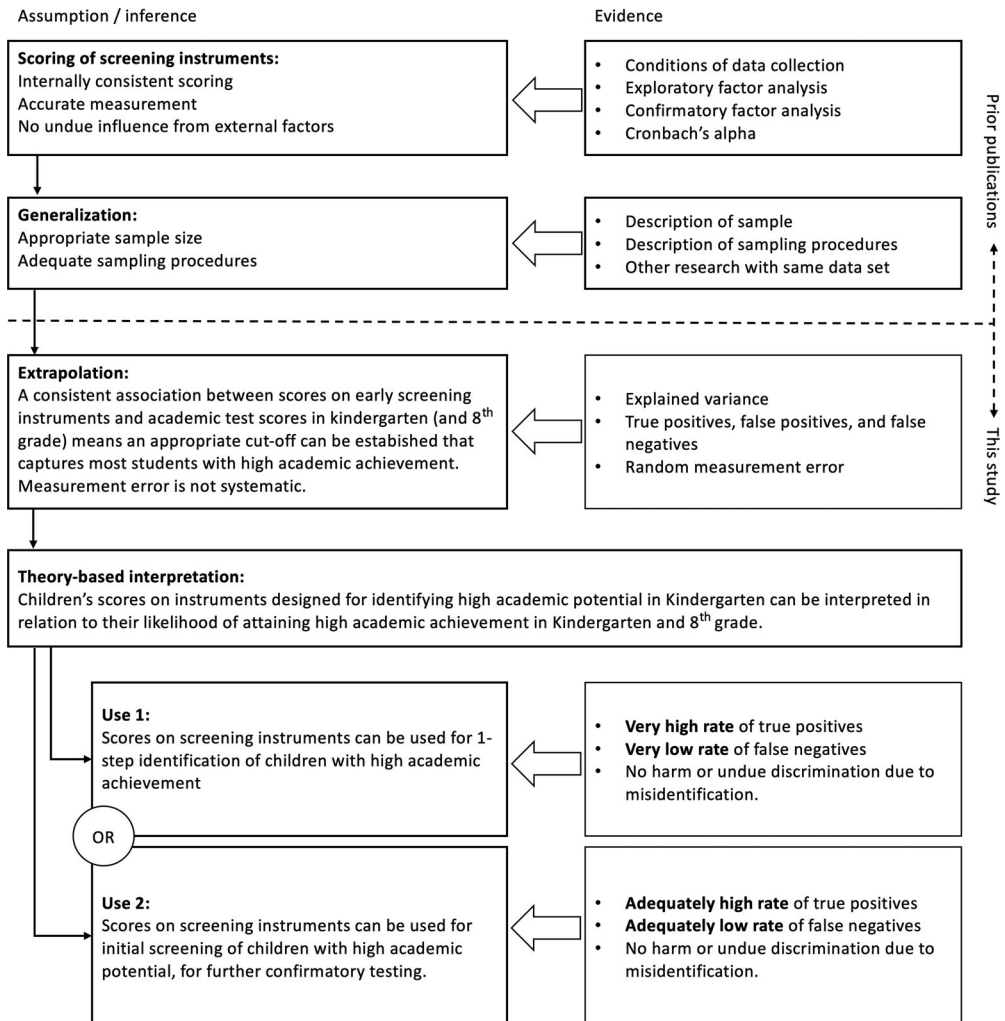 Assumption / inference
Evidence
Scoring of screening instruments:
Internally consistent scoring
Accurate measurement
No undue influence from external factors
• Conditions of data collection
• Exploratory factor analysis
• Confirmatory factor analysis
• Cronbach’s alpha
Prior publications
Generalization:
Appropriate sample size
Adequate sampling procedures
• Description of sample
• Description of sampling procedures
• Other research with same data set
Extrapolation:
A consistent association between scores on early screening
instruments and academic test scores in kindergarten (and 8th
grade) means an appropriate cut-off can be estabished that
captures most students with high academic achievement.
Measurement error is not systematic.
• Explained variance
• True positives, false positives, and false
negatives
• Random measurement error
This study
Theory-based interpretation:
Children’s scores on instruments designed for identifying high academic potential in Kindergarten can be interpreted in
relation to their likelihood of attaining high academic achievement in Kindergarten and 8th grade.
Use 1:
Scores on screening instruments can be used for 1-
step identification of children with high academic
achievement
• Very high rate of true positives
• Very low rate of false negatives
• No harm or undue discrimination due to
misidentification.
OR
Use 2:
Scores on screening instruments can be used for
initial screening of children with high academic
potential, for further confirmatory testing.
• Adequately high rate of true positives
• Adequately low rate of false negatives
• No harm or undue discrimination due to
misidentification.